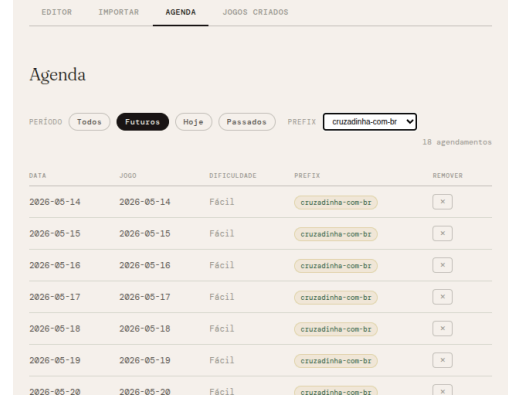 EDITOR IMPORTAR AGENDA JOGOS CRIADOS
Agenda
PERÍODO Todos Futuros Hoje Passados PREFIX cruzadinha-com-br
18 agendamentos
DATA JOGO DIFICULDADE PREFIX REMOVER
2026-05-14 2026-05-14 Fácil cruzadinha-com-br ×
2026-05-15 2026-05-15 Fácil cruzadinha-com-br ×
2026-05-16 2026-05-16 Fácil cruzadinha-com-br ×
2026-05-17 2026-05-17 Fácil cruzadinha-com-br ×
2026-05-18 2026-05-18 Fácil cruzadinha-com-br ×
2026-05-19 2026-05-19 Fácil cruzadinha-com-br ×
2026-05-20 2026-05-20 Fácil cruzadinha-com-br ×